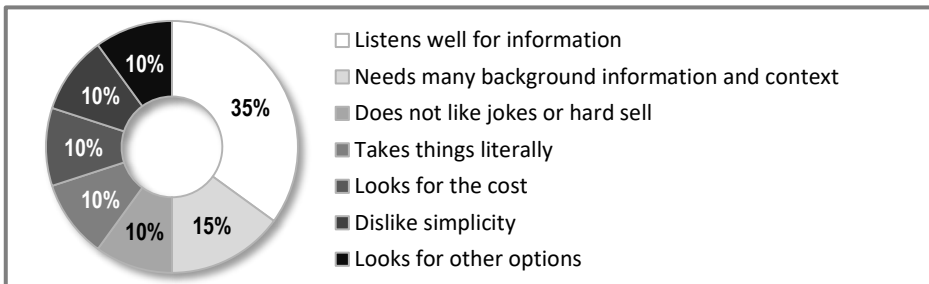 10%
10%
10%
10%
10%
15%
35%
Listens well for information
Needs many background information and context
Does not like jokes or hard sell
Takes things literally
Looks for the cost
Dislike simplicity
Looks for other options